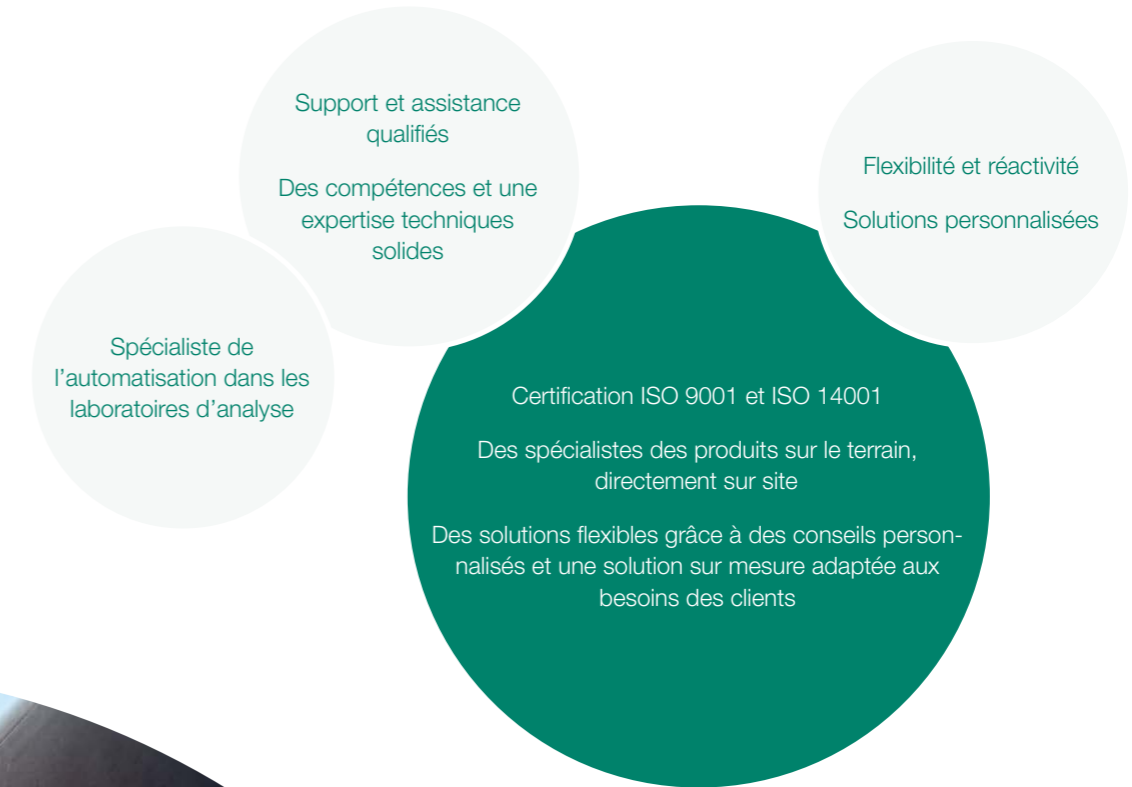 Support et assistance
qualifiés
Des compétences et une
expertise techniques
solides
Flexibilité et réactivité
Solutions personnalisées
Spécialiste de
l’automatisation dans les
laboratoires d’analyse
Certification ISO 9001 et ISO 14001
Des spécialistes des produits sur le terrain,
directement sur site
Des solutions flexibles grâce à des conseils person-
nalisés et une solution sur mesure adaptée aux
besoins des clients